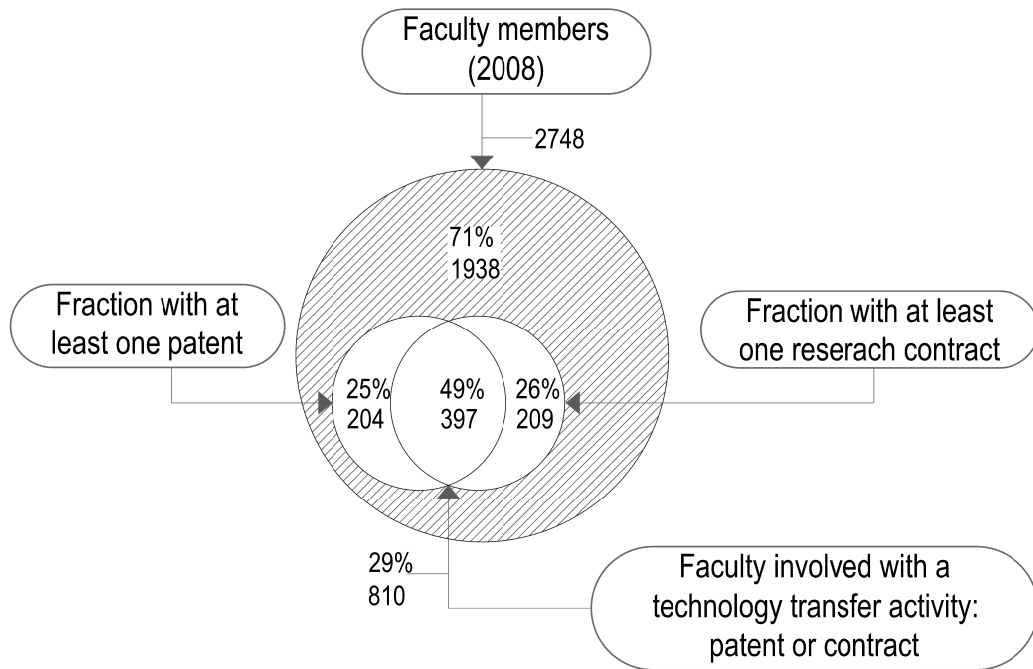 Faculty members
(2008)
2748
71%
1938
Fraction with at
least one patent
Fraction with at least
one reserach contract
25%
204
49%
397
26%
209
29%
810
Faculty involved with a
technology transfer activity:
patent or contract